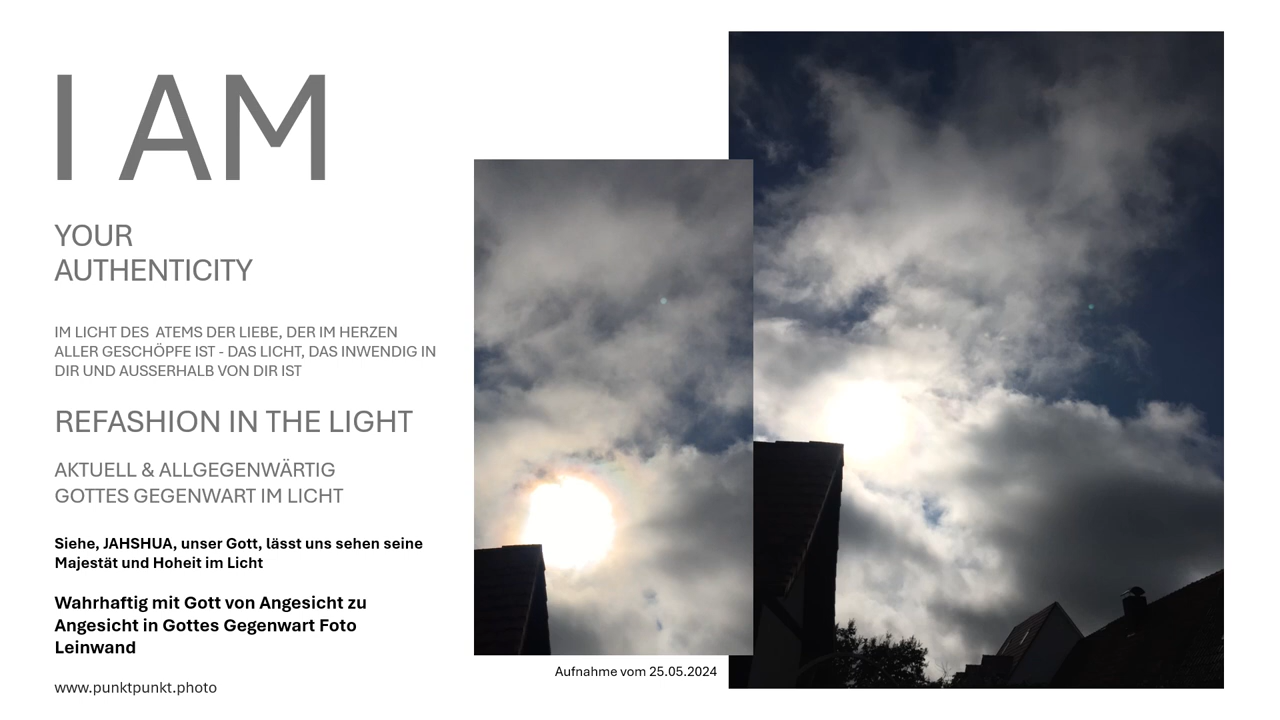 I AM
YOUR
AUTHENTICITY
IM LICHT DES  ATEMS DER LIEBE, DER IM HERZEN
ALLER GESCHÖPFE IST - DAS LICHT, DAS INWENDIG IN
DIR UND AUSSERHALB VON DIR IST
REFASHION IN THE LIGHT
AKTUELL & ALLGEGENWÄRTIG
GOTTES GEGENWART IM LICHT
Siehe, JAHSHUA, unser Gott, lässt uns sehen seine
Majestät und Hoheit im Licht
Wahrhaftig mit Gott von Angesicht zu
Angesicht in Gottes Gegenwart Foto
Leinwand
www.punktpunkt.photo
Aufnahme vom 25.05.2024